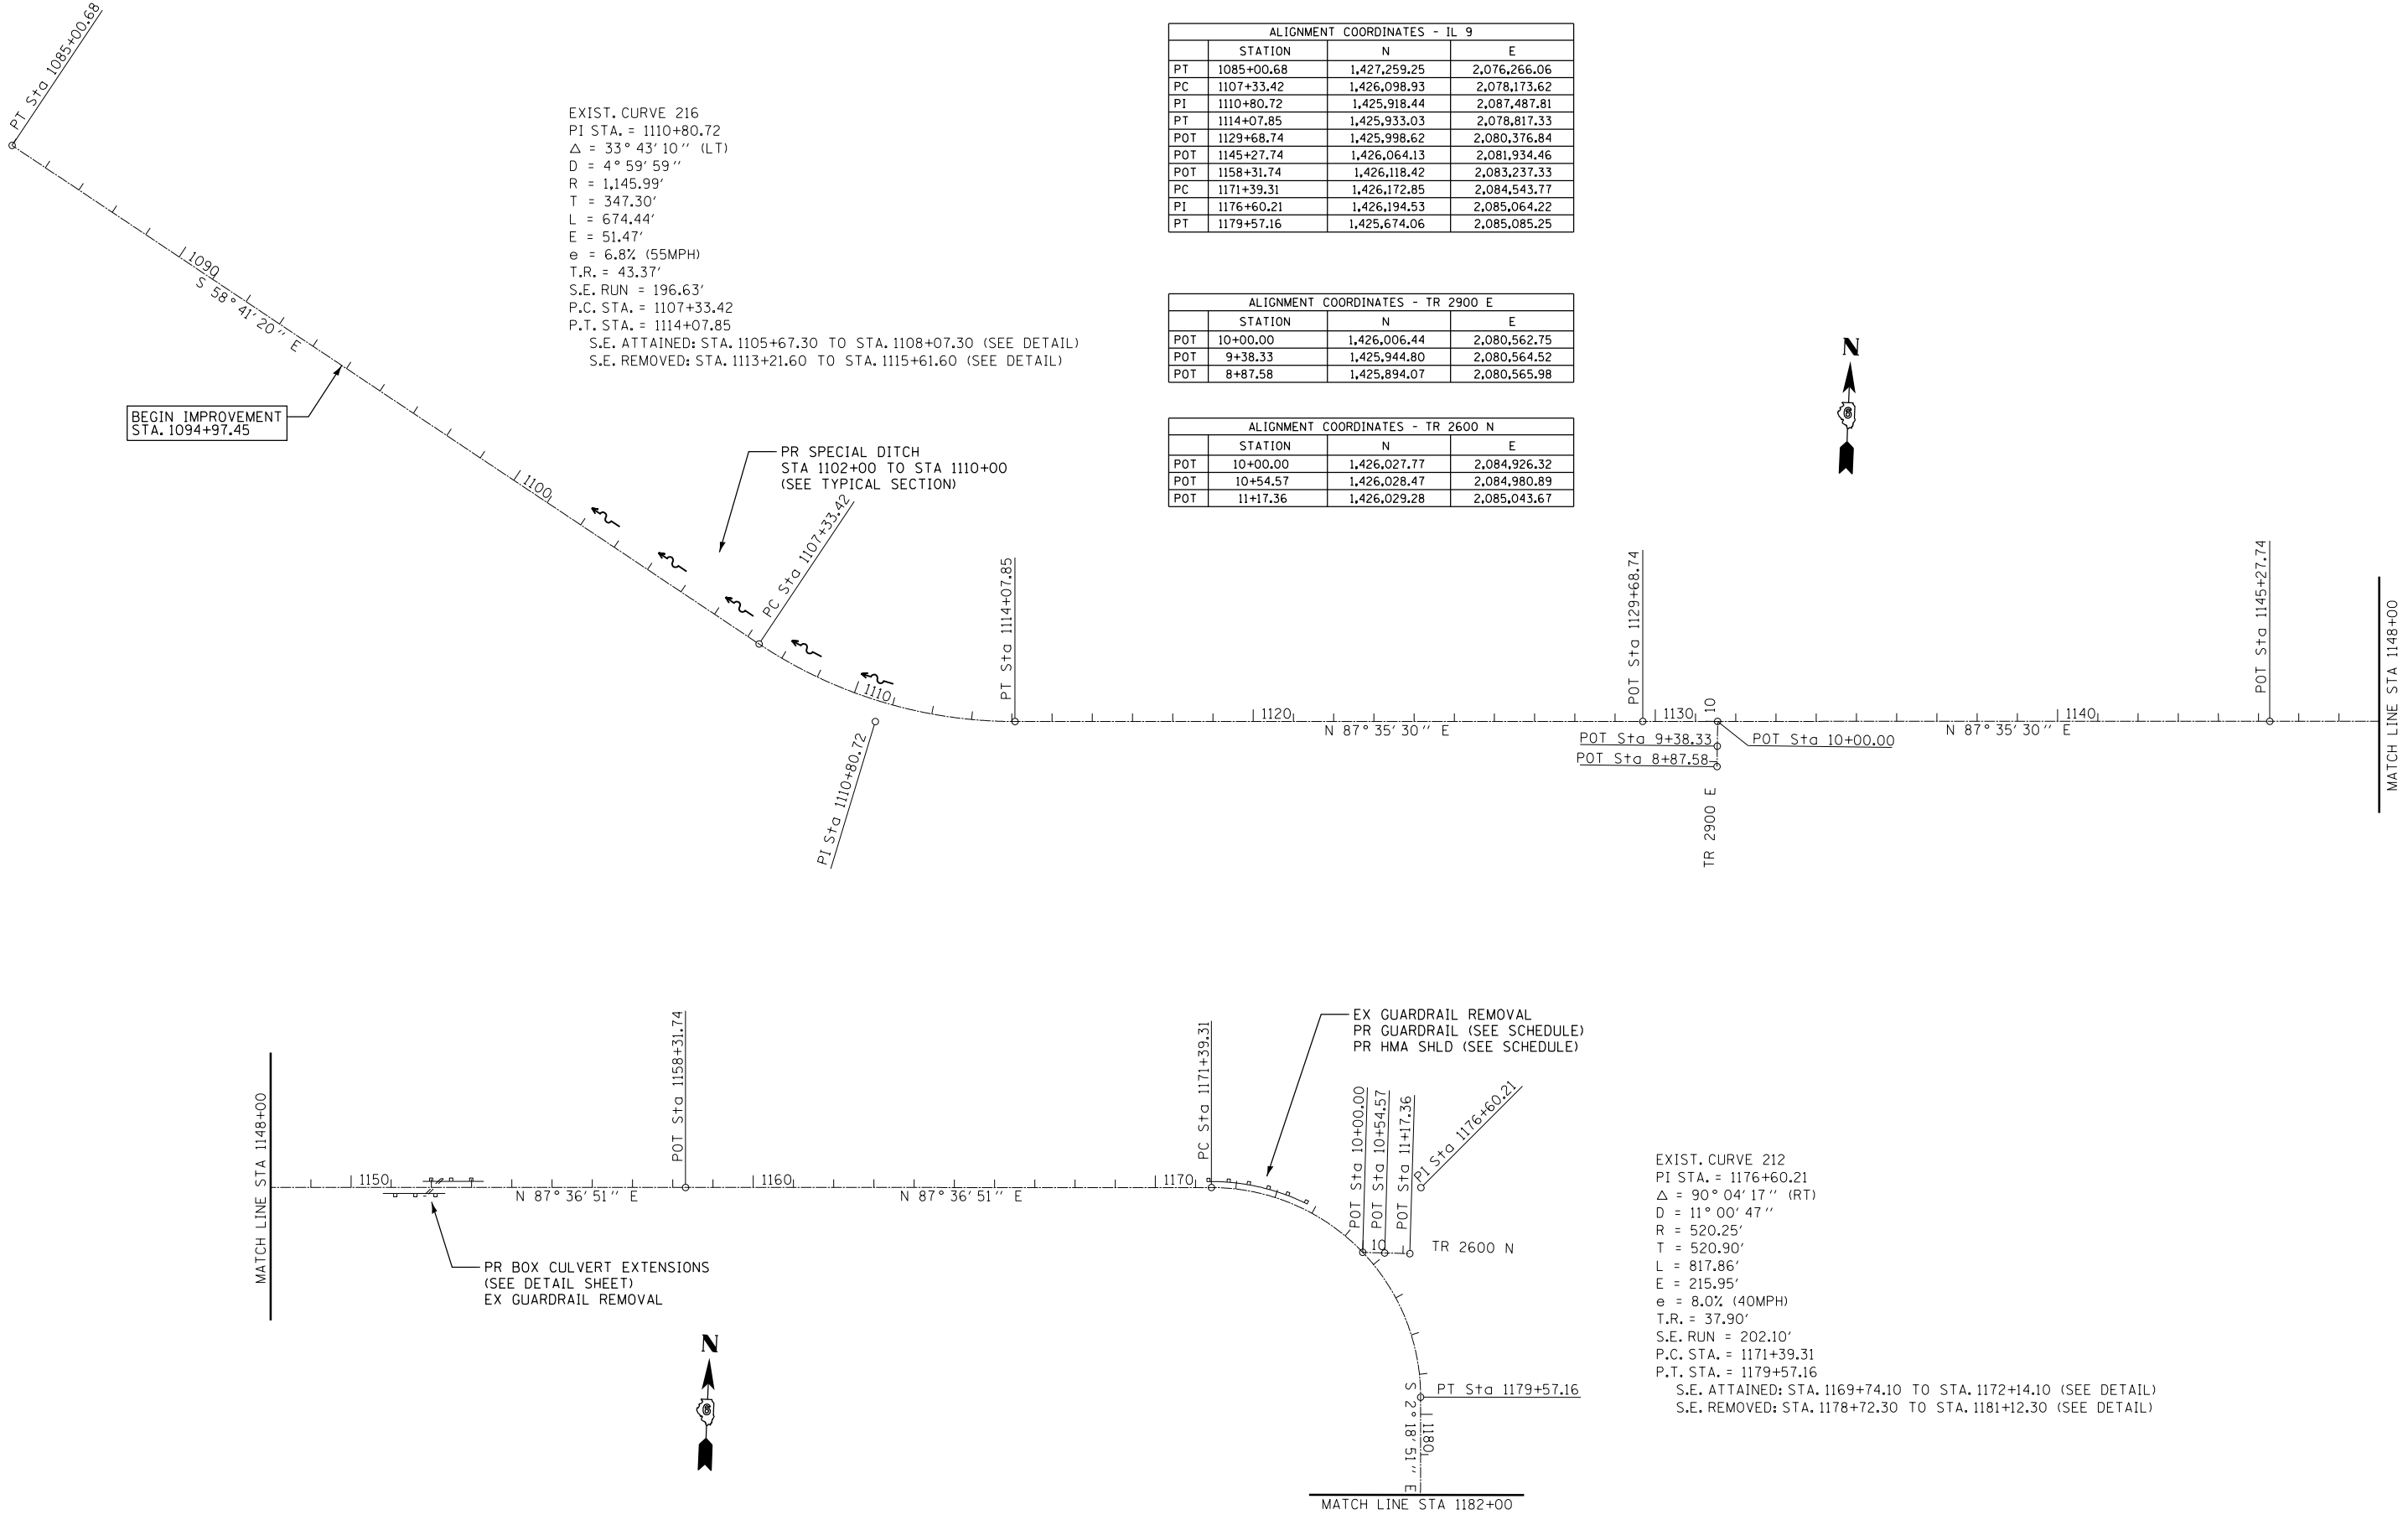 PT Sta 1085+00.68
1090
S 58° 41' 20" E
BEGIN IMPROVEMENT
STA. 1094+97.45
EXIST. CURVE 216
PI STA. = 1110+80.72
△ = 33° 43' 10" (LT)
D = 4° 59' 59"
R = 1,145.99'
T = 347.30'
L = 674.44'
E = 51.47'
e = 6.8% (55MPH)
T.R. = 43.37'
S.E. RUN = 196.63'
P.C. STA. = 1107+33.42
P.T. STA. = 1114+07.85
S.E. ATTAINED: STA. 1105+67.30 TO STA. 1108+07.30 (SEE DETAIL)
S.E. REMOVED: STA. 1113+21.60 TO STA. 1115+61.60 (SEE DETAIL)
ALIGNMENT COORDINATES - IL 9
STATION N E
PT 1085+00.68 1,427,259.25 2,076,266.06
PC 1107+33.42 1,426,098.93 2,078,173.62
PI 1110+80.72 1,425,918.44 2,087,487.81
PT 1114+07.85 1,425,933.03 2,078,817.33
POT 1129+68.74 1,425,998.62 2,080,376.84
POT 1145+27.74 1,426,064.13 2,081,934.46
POT 1158+31.74 1,426,118.42 2,083,237.33
PC 1171+39.31 1,426,172.85 2,084,543.77
PI 1176+60.21 1,426,194.53 2,085,064.22
PT 1179+57.16 1,425,674.06 2,085,085.25
ALIGNMENT COORDINATES - TR 2900 E
STATION N E
POT 10+00.00 1,426,006.44 2,080,562.75
POT 9+38.33 1,425,944.80 2,080,564.52
POT 8+87.58 1,425,894.07 2,080,565.98
ALIGNMENT COORDINATES - TR 2600 N
STATION N E
POT 10+00.00 1,426,027.77 2,084,926.32
POT 10+54.57 1,426,028.47 2,084,980.89
POT 11+17.36 1,426,029.28 2,085,043.67
N
6
1100
PR SPECIAL DITCH
STA 1102+00 TO STA 1110+00
(SEE TYPICAL SECTION)
PC Sta 1107+33.42
1110
PI Sta 1110+80.72
PT Sta 1114+07.85
1120
N 87° 35' 30" E
POT Sta 1129+68.74
1130
10
POT Sta 9+38.33
POT Sta 8+87.58
POT Sta 10+00.00
TR 2900 E
N 87° 35' 30" E
1140
POT Sta 1145+27.74
MATCH LINE STA 1148+00
MATCH LINE STA 1148+00
1150
N 87° 36' 51" E
PR BOX CULVERT EXTENSIONS
(SEE DETAIL SHEET)
EX GUARDRAIL REMOVAL
POT Sta 1158+31.74
1160
N 87° 36' 51" E
1170
PC Sta 1171+39.31
EX GUARDRAIL REMOVAL
PR GUARDRAIL (SEE SCHEDULE)
PR HMA SHLD (SEE SCHEDULE)
POT Sta 10+00.00
POT Sta 10+54.57
POT Sta 11+17.36
PI Sta 1176+60.21
10
TR 2600 N
PT Sta 1179+57.16
S 2° 18' 51" E
1180
MATCH LINE STA 1182+00
N
6
EXIST. CURVE 212
PI STA. = 1176+60.21
△ = 90° 04' 17" (RT)
D = 11° 00' 47"
R = 520.25'
T = 520.90'
L = 817.86'
E = 215.95'
e = 8.0% (40MPH)
T.R. = 37.90'
S.E. RUN = 202.10'
P.C. STA. = 1171+39.31
P.T. STA. = 1179+57.16
S.E. ATTAINED: STA. 1169+74.10 TO STA. 1172+14.10 (SEE DETAIL)
S.E. REMOVED: STA. 1178+72.30 TO STA. 1181+12.30 (SEE DETAIL)